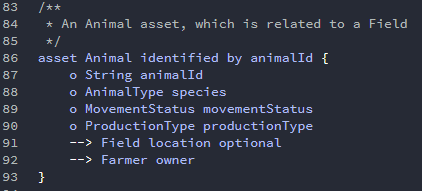 83 /**
84  * An Animal asset, which is related to a Field
85  */
86 asset Animal identified by animalId {
87     o String animalId
88     o AnimalType species
89     o MovementStatus movementStatus
90     o ProductionType productionType
91     --> Field location optional
92     --> Farmer owner
93 }